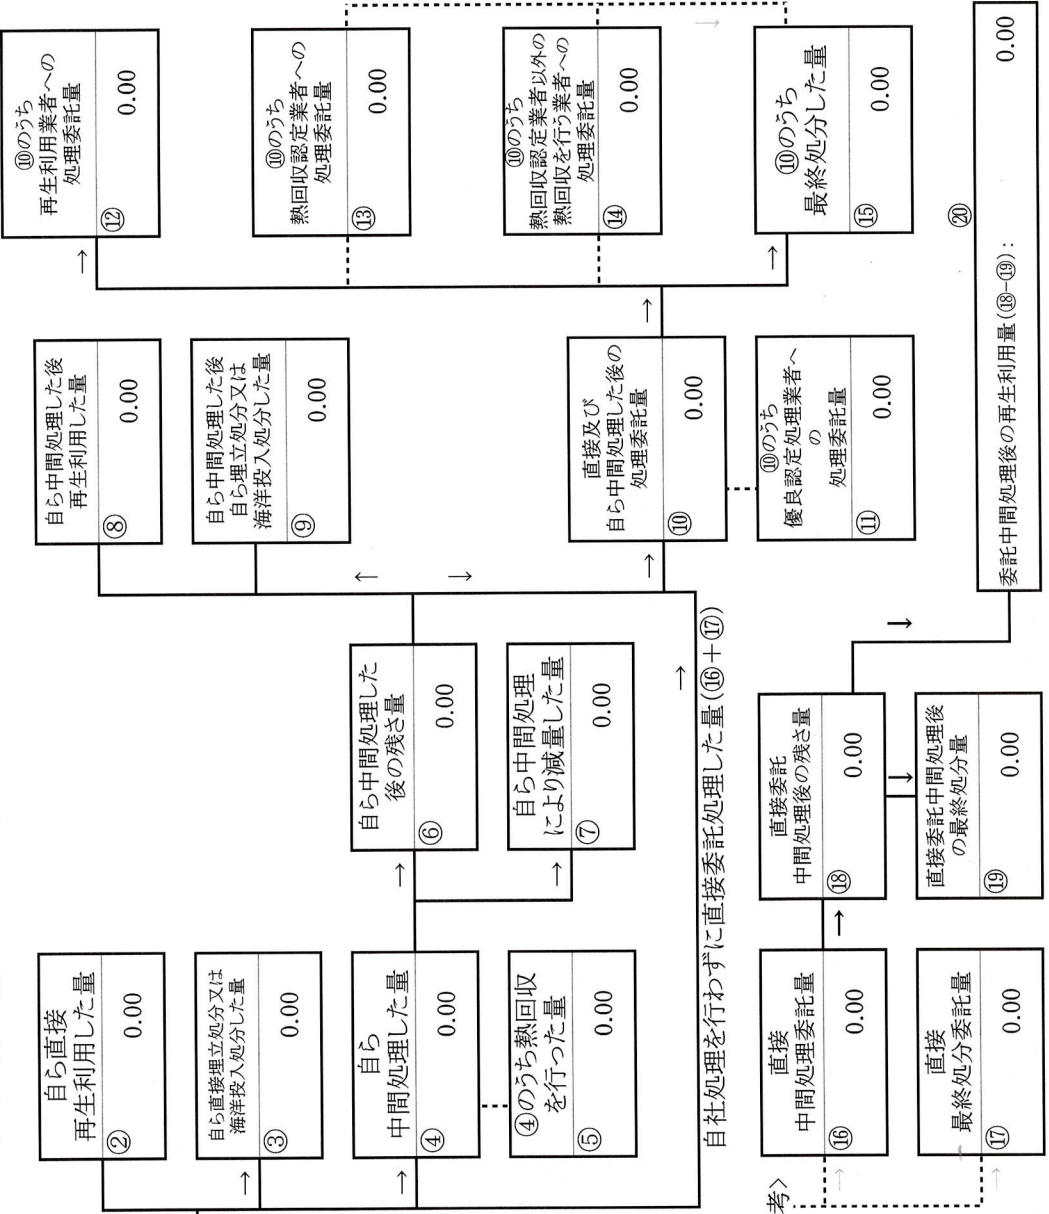 自ら直接
再生利用した量
②
0.00
自ら直接埋立処分又は
海洋投入処分した量
③
0.00
自ら
中間処理した量
④
0.00
④のうち熱回収
を行った量
⑤
0.00
自ら中間処理した
後の残さ量
⑥
0.00
自ら中間処理
により減量した量
⑦
0.00
自ら中間処理した後
再生利用した量
⑧
0.00
自ら中間処理した後
自ら埋立処分又は
海洋投入処分した量
⑨
0.00
直接及び
自ら中間処理した後の
処理委託量
⑩
0.00
⑩のうち
優良認定処理業者へ
の
処理委託量
⑪
0.00
⑩のうち
再生利用業者への
処理委託量
⑫
0.00
⑩のうち
熱回収認定業者への
処理委託量
⑬
0.00
⑩のうち
熱回収認定業者以外の
熱回収を行う業者への
処理委託量
⑭
0.00
⑩のうち
最終処分した量
⑮
0.00
自社処理を行わずに直接委託処理した量(⑯+⑰)
考>
直接
中間処理委託量
⑯
0.00
直接
最終処分委託量
⑰
0.00
直接委託
中間処理後の残さ量
⑱
0.00
直接委託中間処理後
の最終処分量
⑲
0.00
⑳
委託中間処理後の再生利用量(⑱-⑲):
0.00